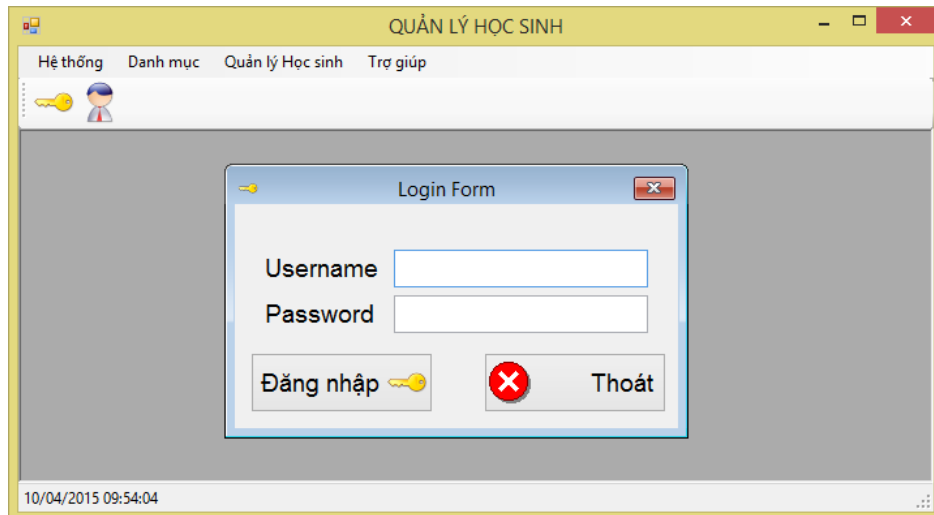 QUẢN LÝ HỌC SINH
Hệ thống Danh mục Quản lý Học sinh Trợ giúp
Login Form
Username
Password
Đăng nhập Thoát
10/04/2015 09:54:04